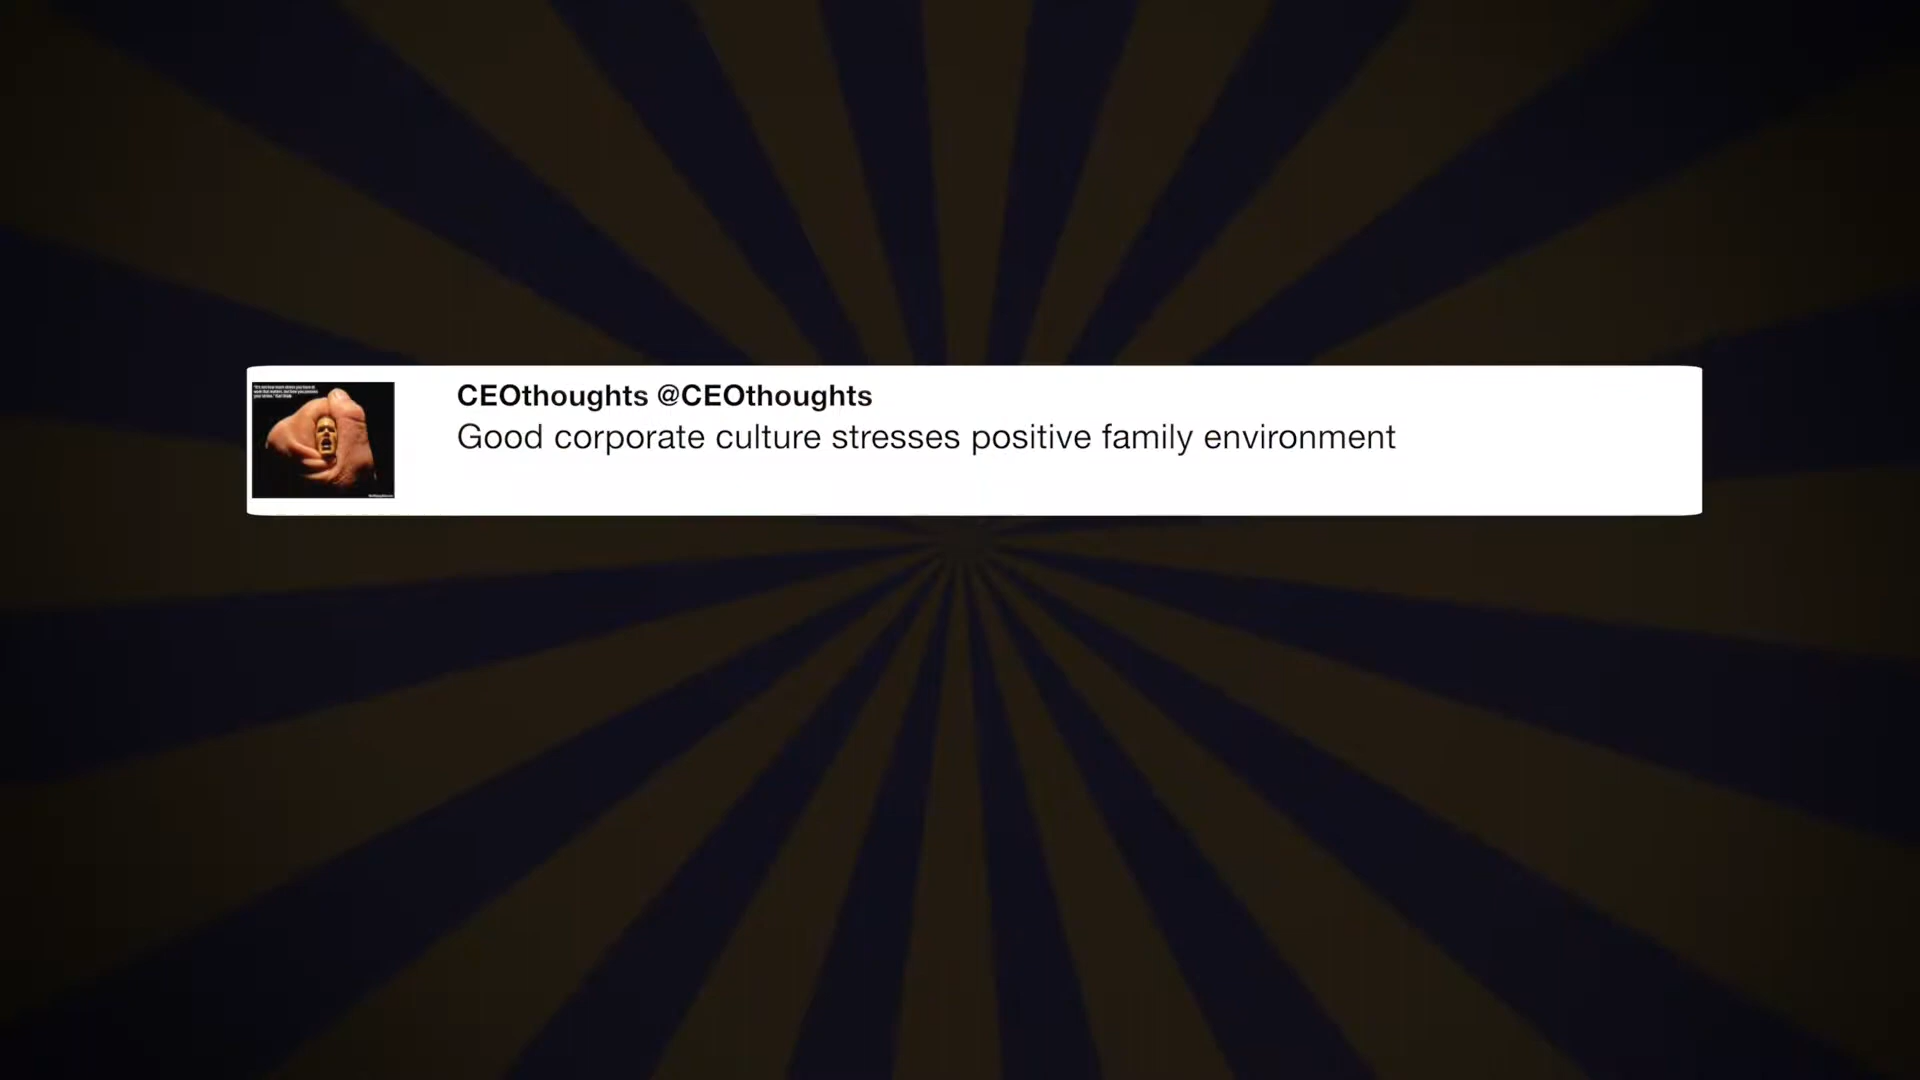 CEOthoughts @CEOthoughts
Good corporate culture stresses positive family environment